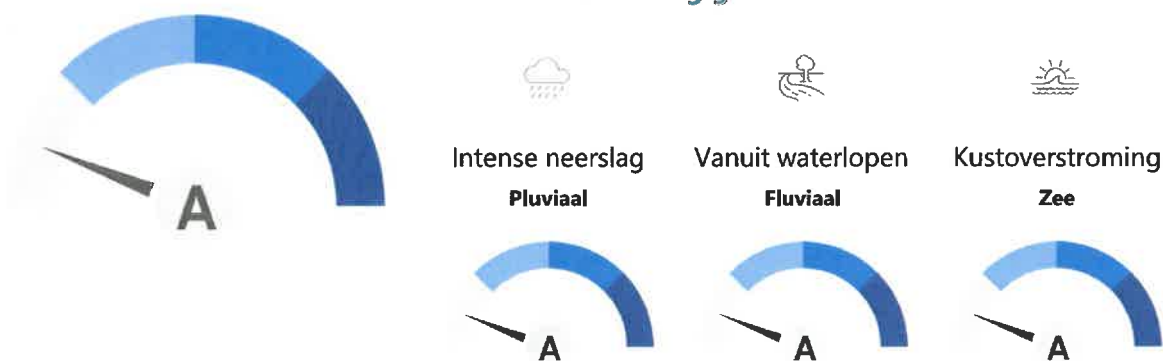 Intense neerslag Vanuit waterlopen Kustoverstroming
Pluviaal Fluviaal Zee
A
A A A